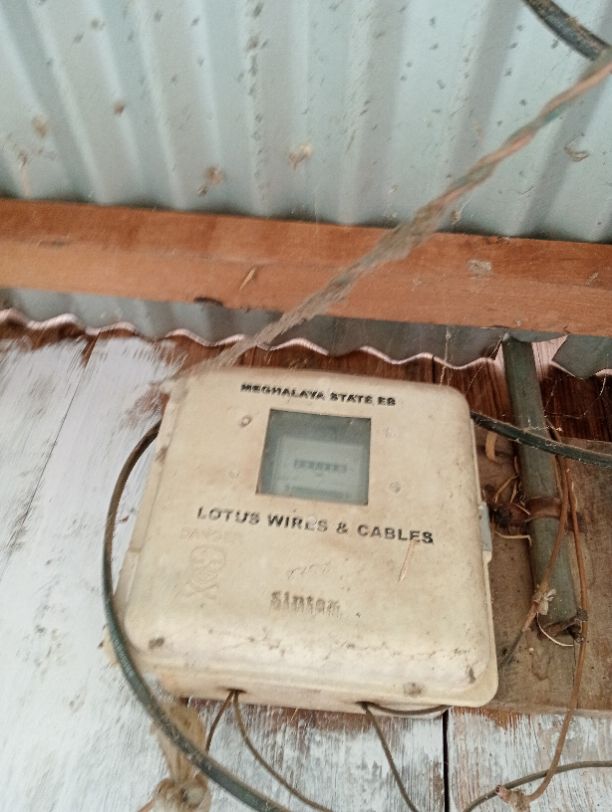 MEGHALAYA STATE EB
LOTUS WIRES & CABLES
DANGER
Sintex